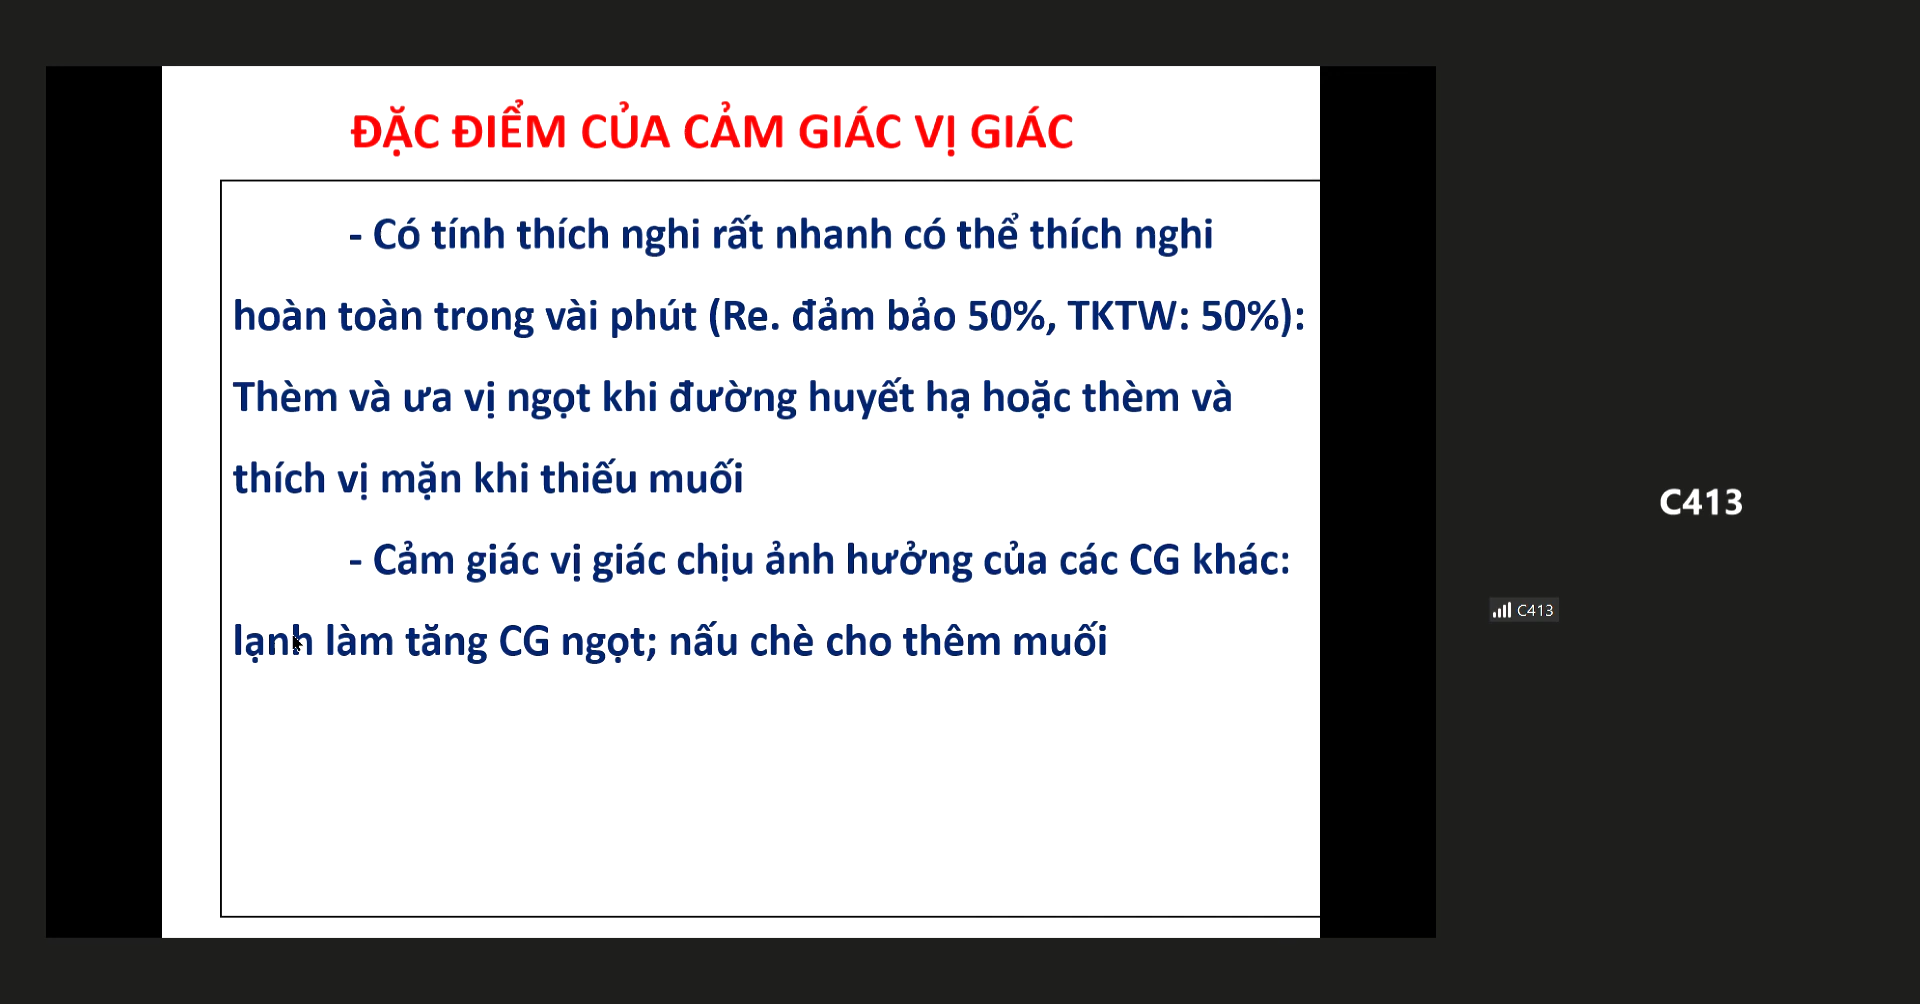 ĐẶC ĐIỂM CỦA CẢM GIÁC VỊ GIÁC
- Có tính thích nghi rất nhanh có thể thích nghi
hoàn toàn trong vài phút (Re. đảm bảo 50%, TKTW: 50%):
Thèm và ưa vị ngọt khi đường huyết hạ hoặc thèm và
thích vị mặn khi thiếu muối
- Cảm giác vị giác chịu ảnh hưởng của các CG khác:
lạnh làm tăng CG ngọt; nấu chè cho thêm muối
C413
C413